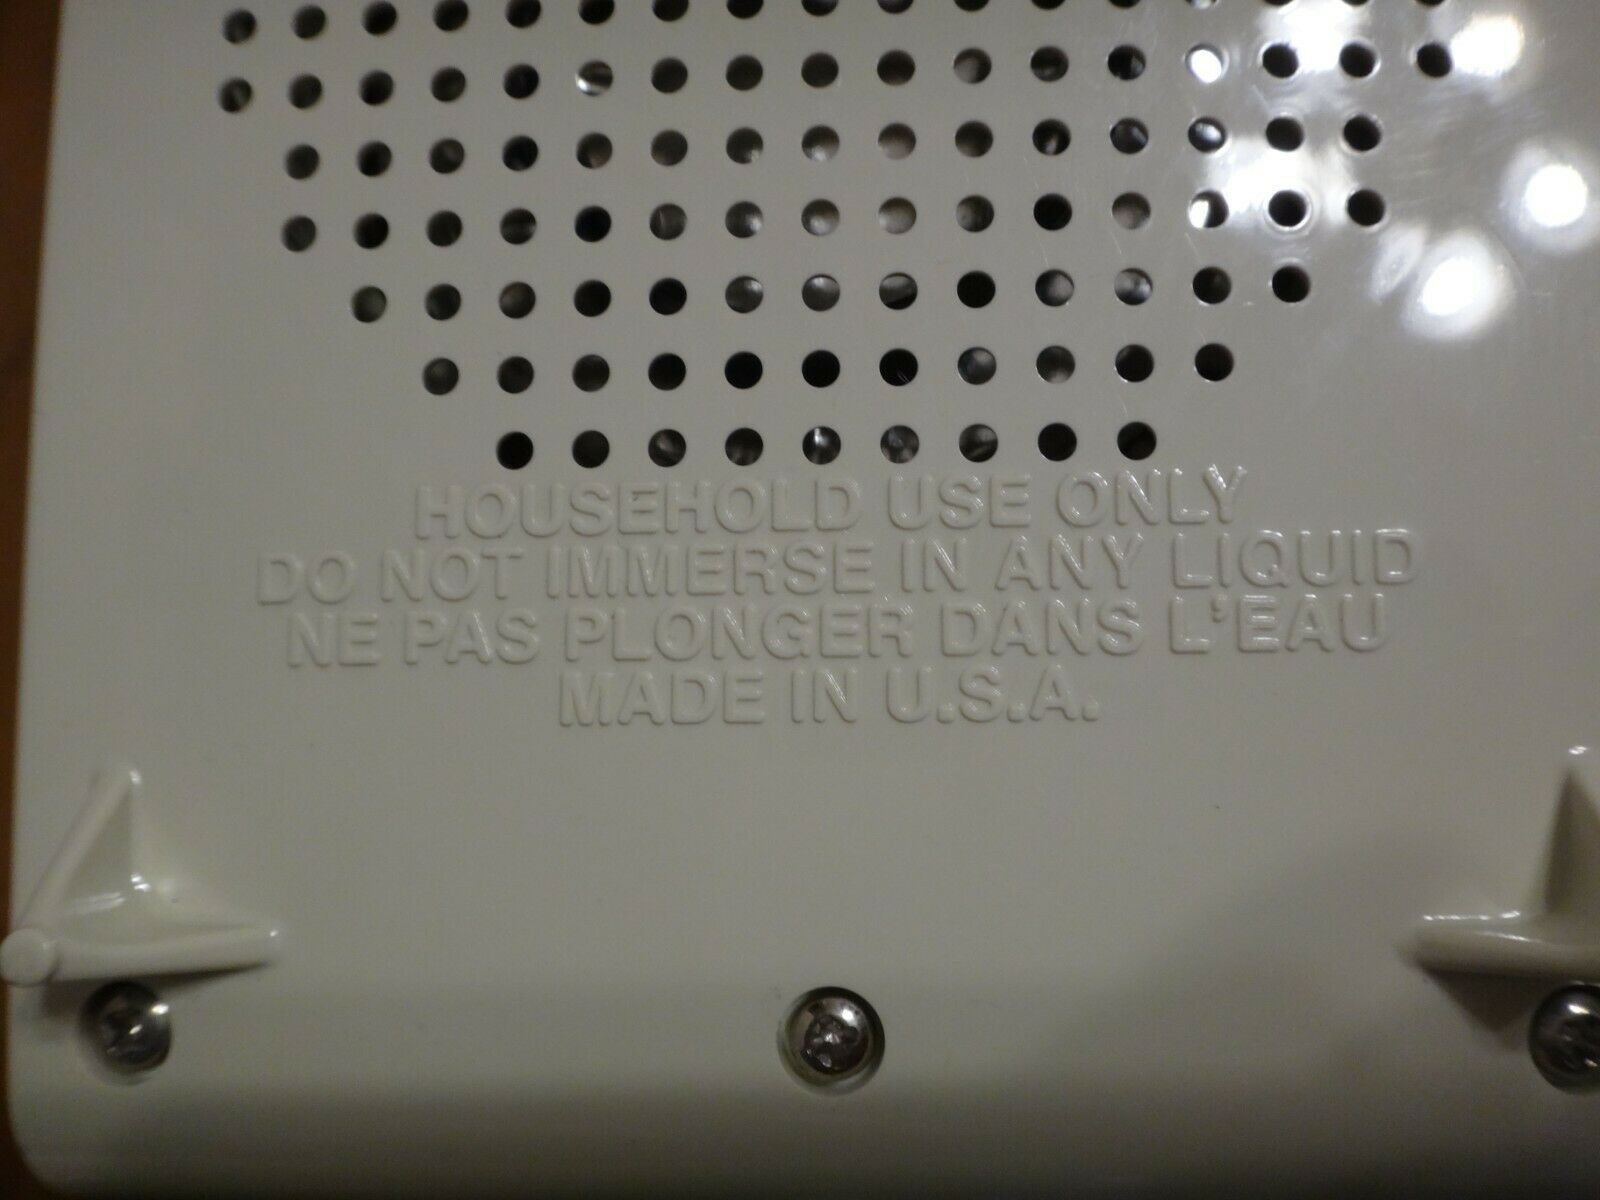 HOUSEHOLD USE ONLY
DO NOT IMMERSE IN ANY LIQUID
NE PAS PLONGER DANS L'EAU
MADE IN U.S.A.